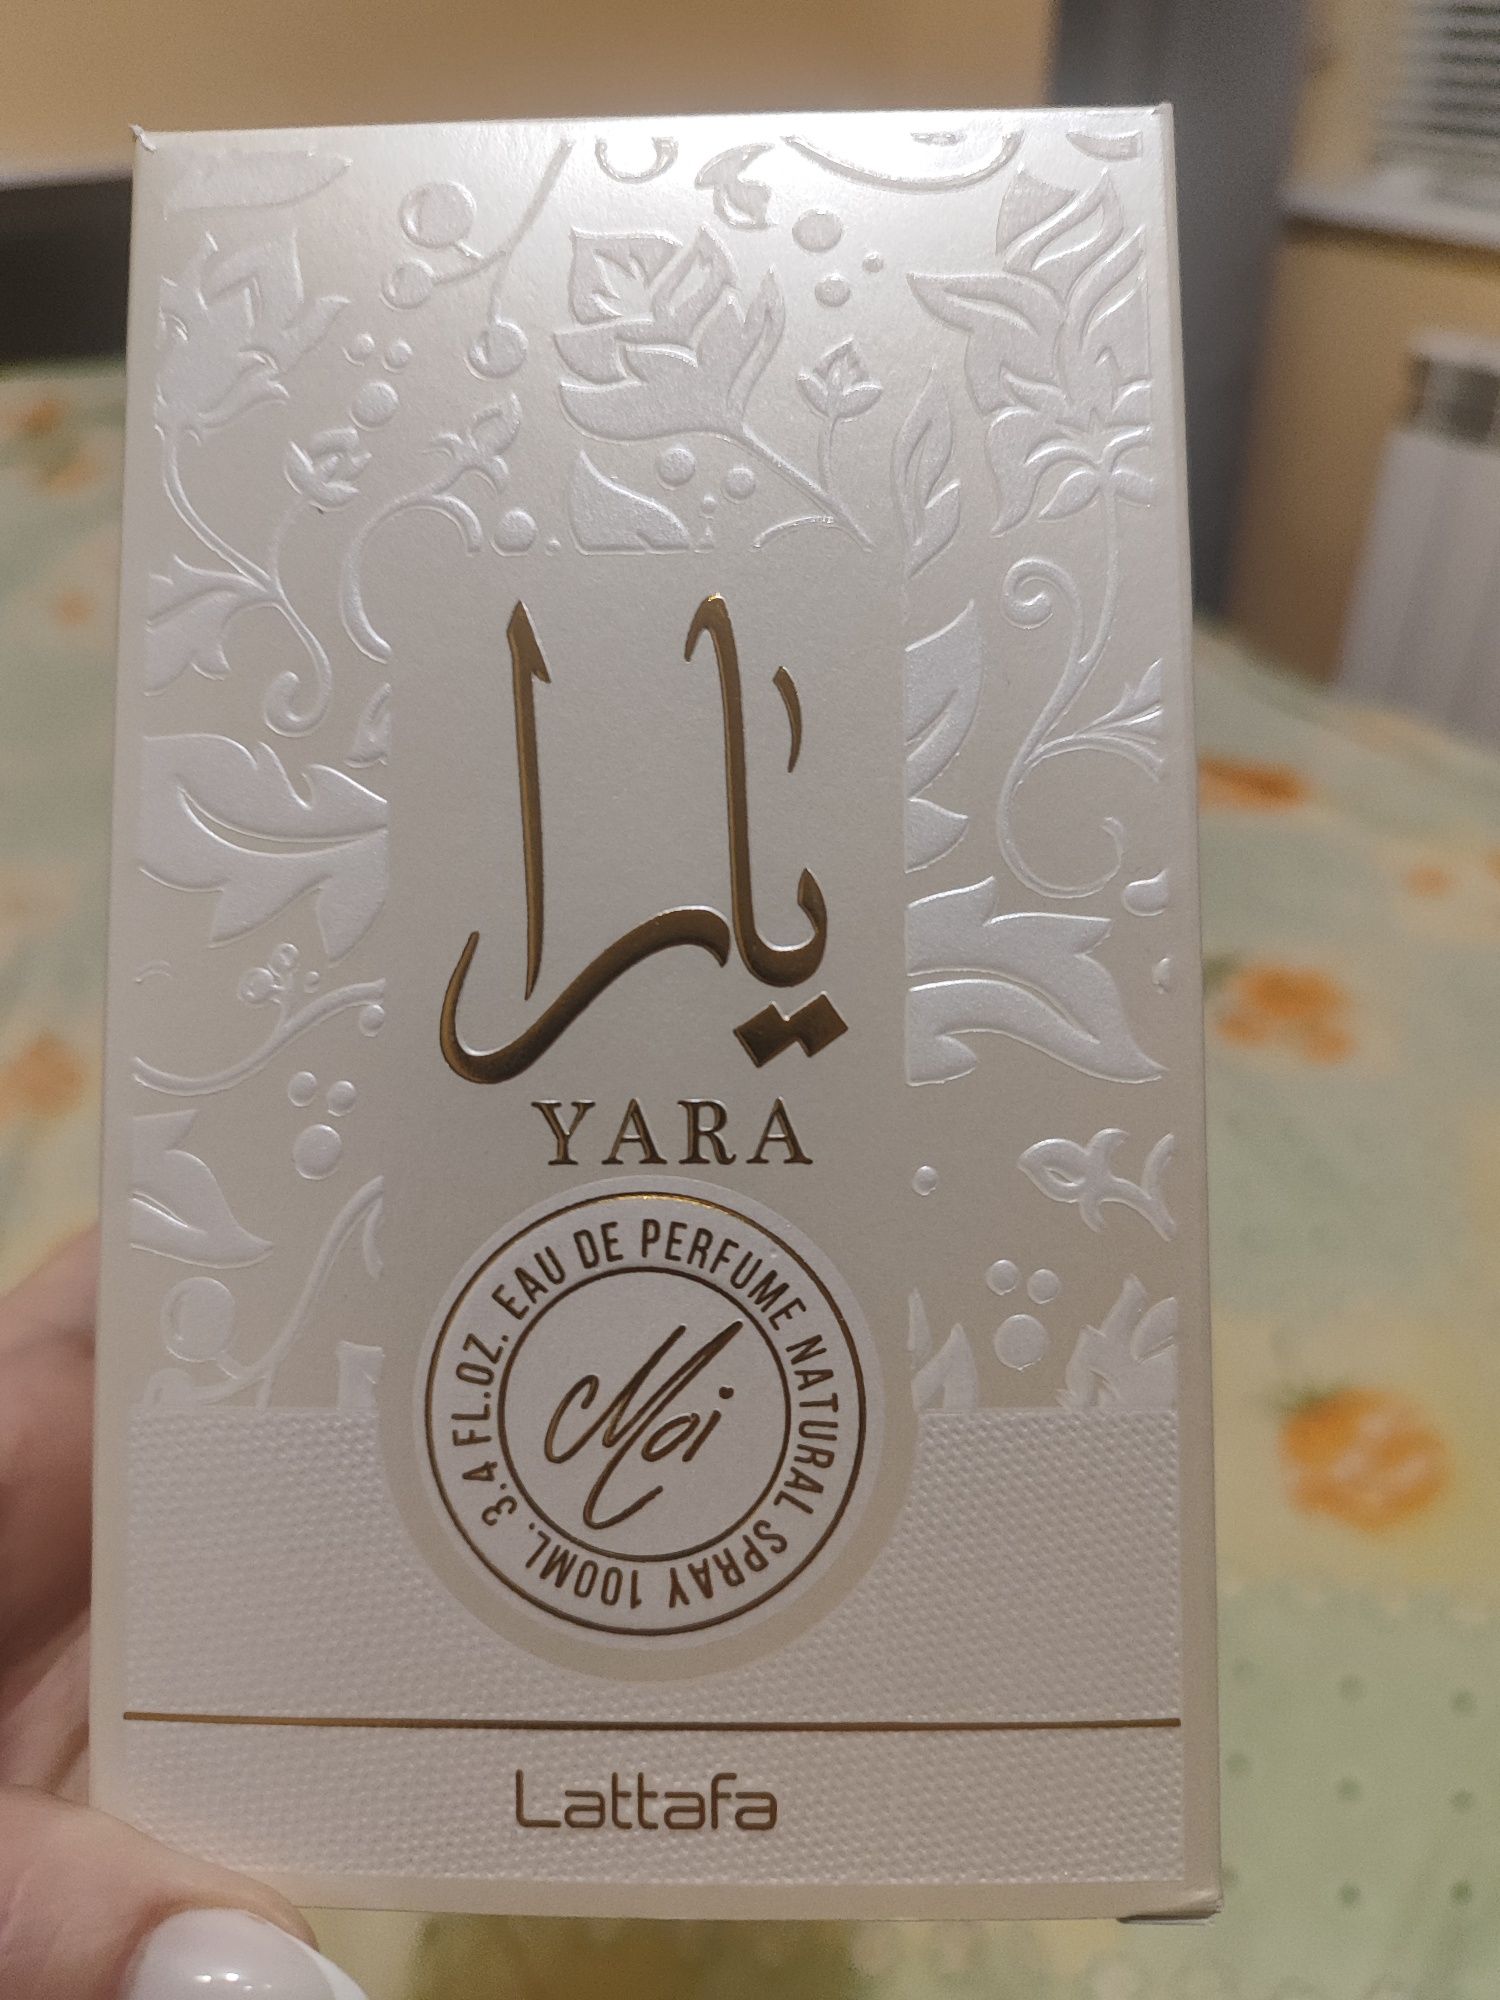 يارا
YARA
EAU DE PERFUME NATURAL SPRAY 100ML. 3.4 FL.OZ.
Moi
Lattafa